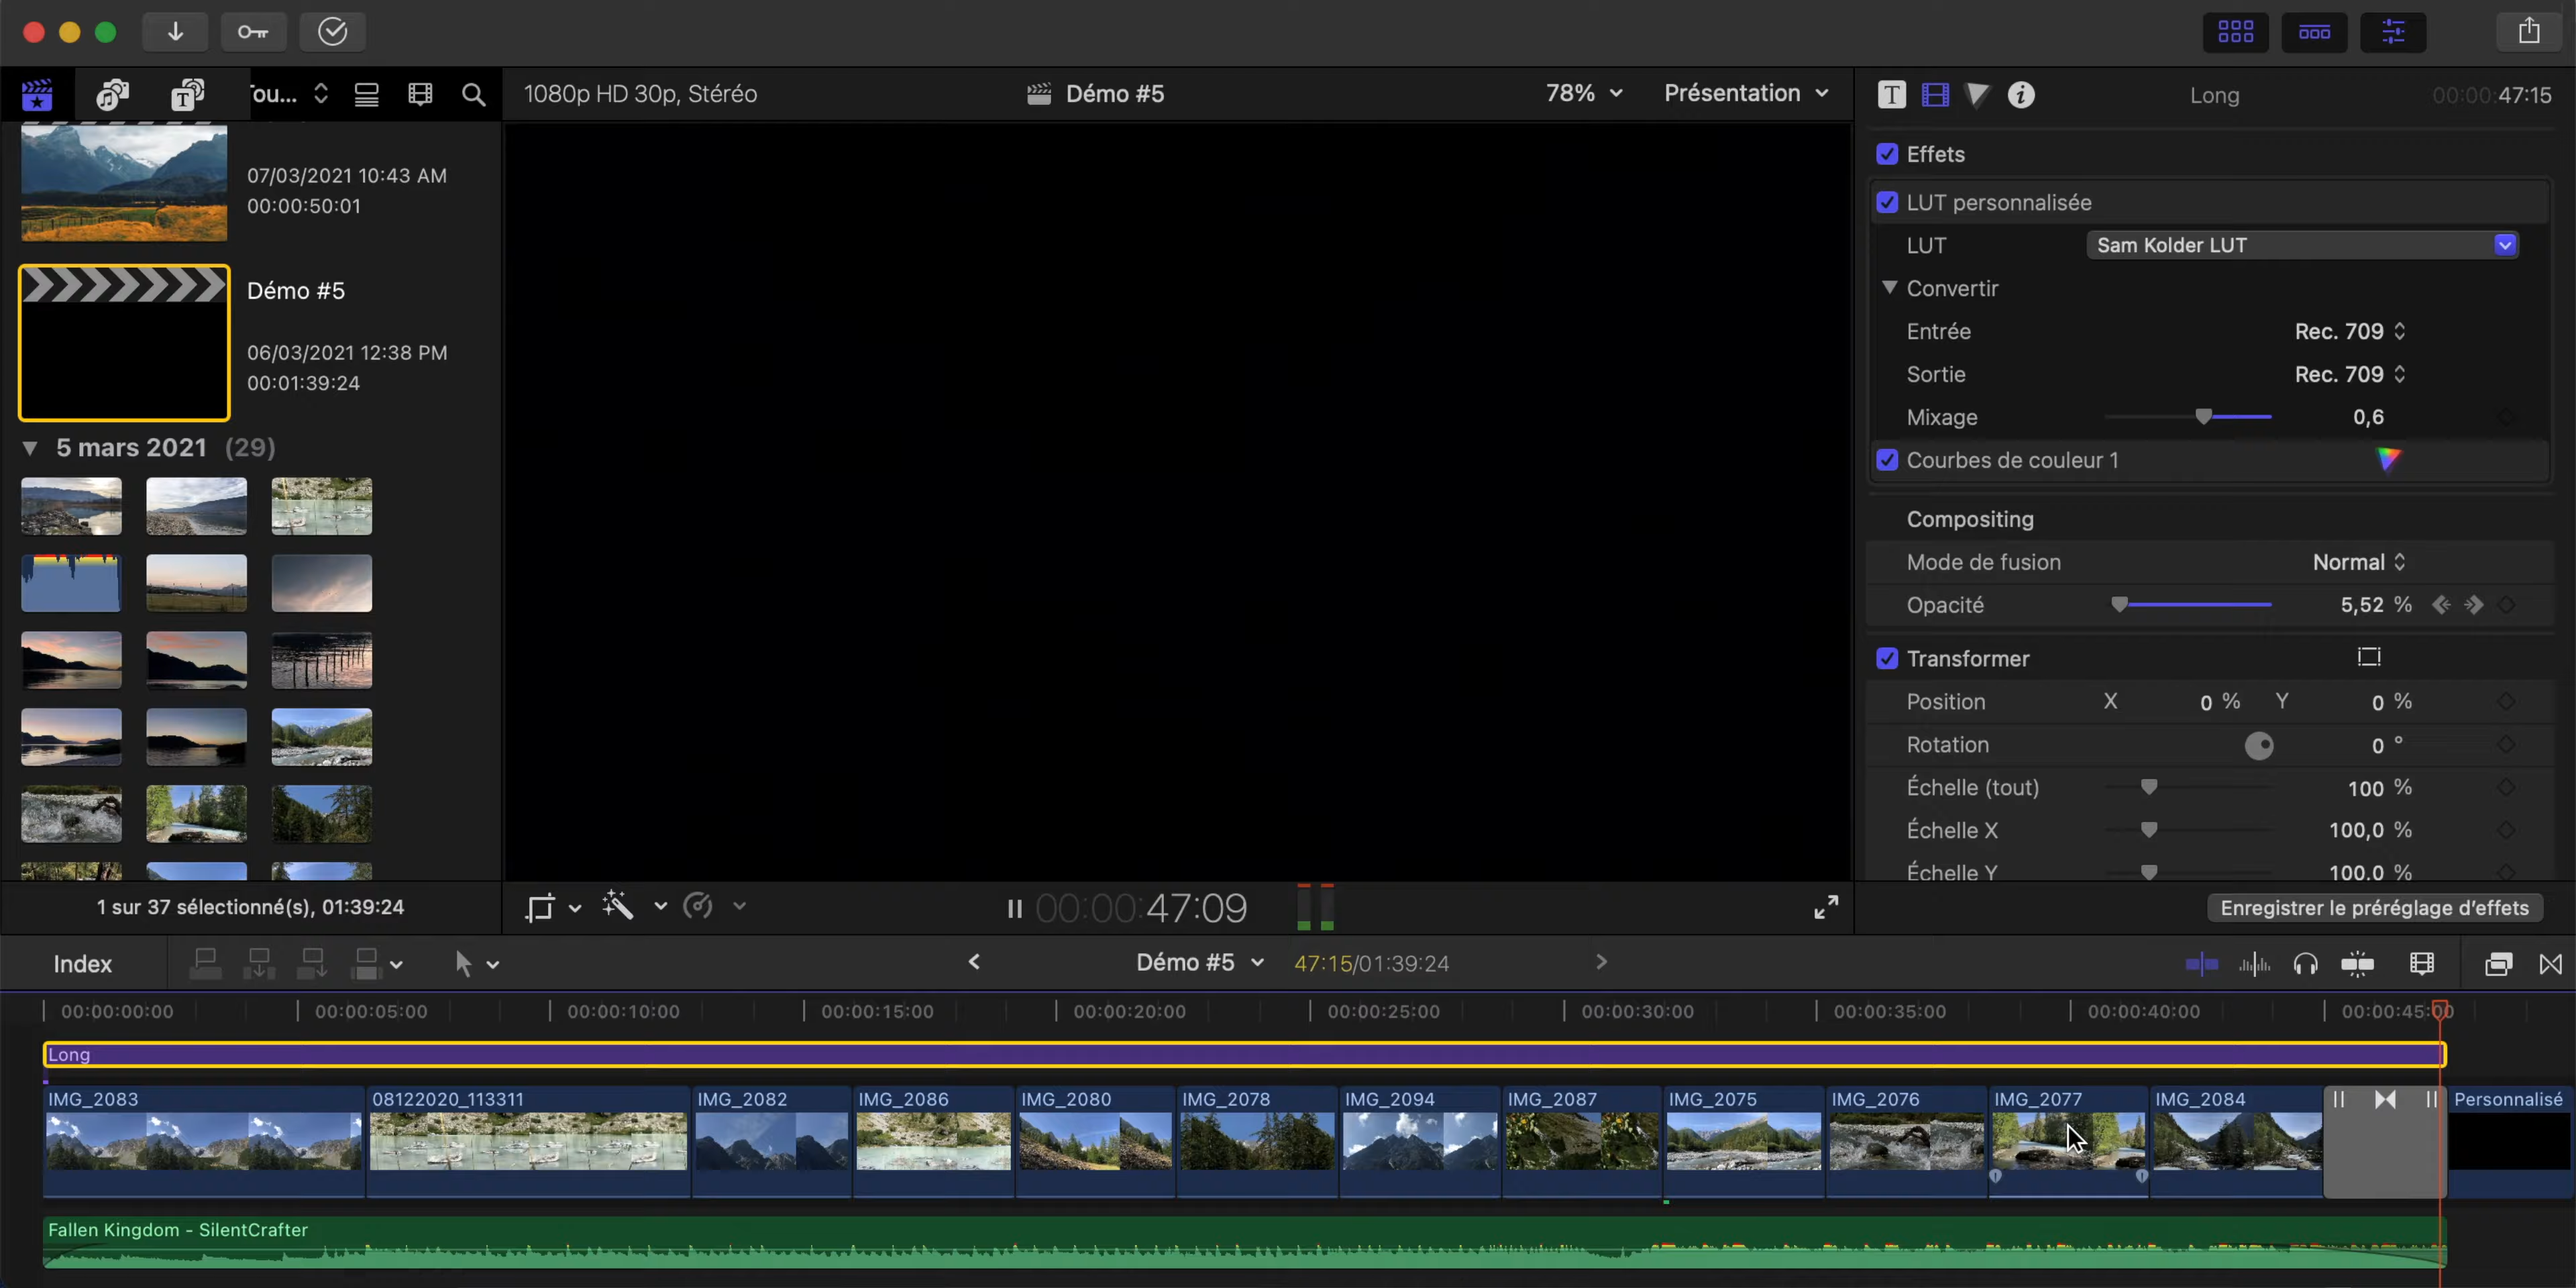 Tou...
1080p HD 30p, Stéréo
Démo #5
78%
Présentation
T
i
Long
00:00:47:15
07/03/2021 10:43 AM
00:00:50:01
Démo #5
06/03/2021 12:38 PM
00:01:39:24
5 mars 2021 (29)
1 sur 37 sélectionné(s), 01:39:24
00:00:47:09
Effets
LUT personnalisée
LUT Sam Kolder LUT
Convertir
Entrée Rec. 709
Sortie Rec. 709
Mixage 0,6
Courbes de couleur 1
Compositing
Mode de fusion Normal
Opacité 5,52 %
Transformer
Position X 0 % Y 0 %
Rotation 0 °
Échelle (tout) 100 %
Échelle X 100,0 %
Échelle Y 100,0 %
Enregistrer le préréglage d'effets
Index
Démo #5
47:15/01:39:24
00:00:00:00 00:00:05:00 00:00:10:00 00:00:15:00 00:00:20:00 00:00:25:00 00:00:30:00 00:00:35:00 00:00:40:00 00:00:45:00
Long
IMG_2083 08122020_113311 IMG_2082 IMG_2086 IMG_2080 IMG_2078 IMG_2094 IMG_2087 IMG_2075 IMG_2076 IMG_2077 IMG_2084 Personnalisé
Fallen Kingdom - SilentCrafter